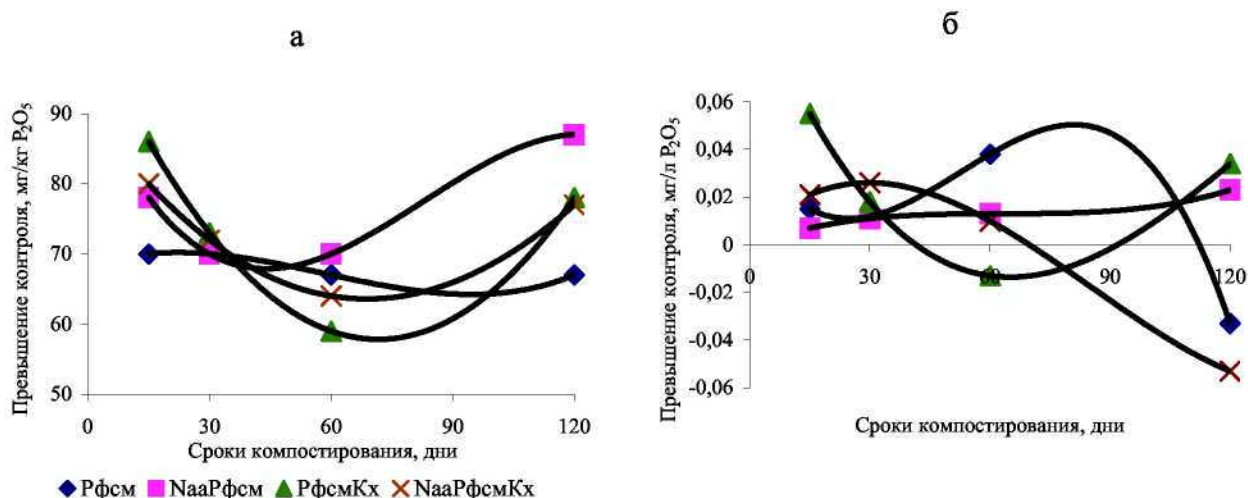 а
Превышение контроля, мг/кг P₂O₅
90
80
70
60
50
0 30 60 90 120
Сроки компостирования, дни
Рфсм NaaРфсм РфсмКх NaaРфсмКх
б
Превышение контроля, мг/л P₂O₅
0,06
0,04
0,02
0
-0,02
-0,04
-0,06
0 30 60 90 120
Сроки компостирования, дни